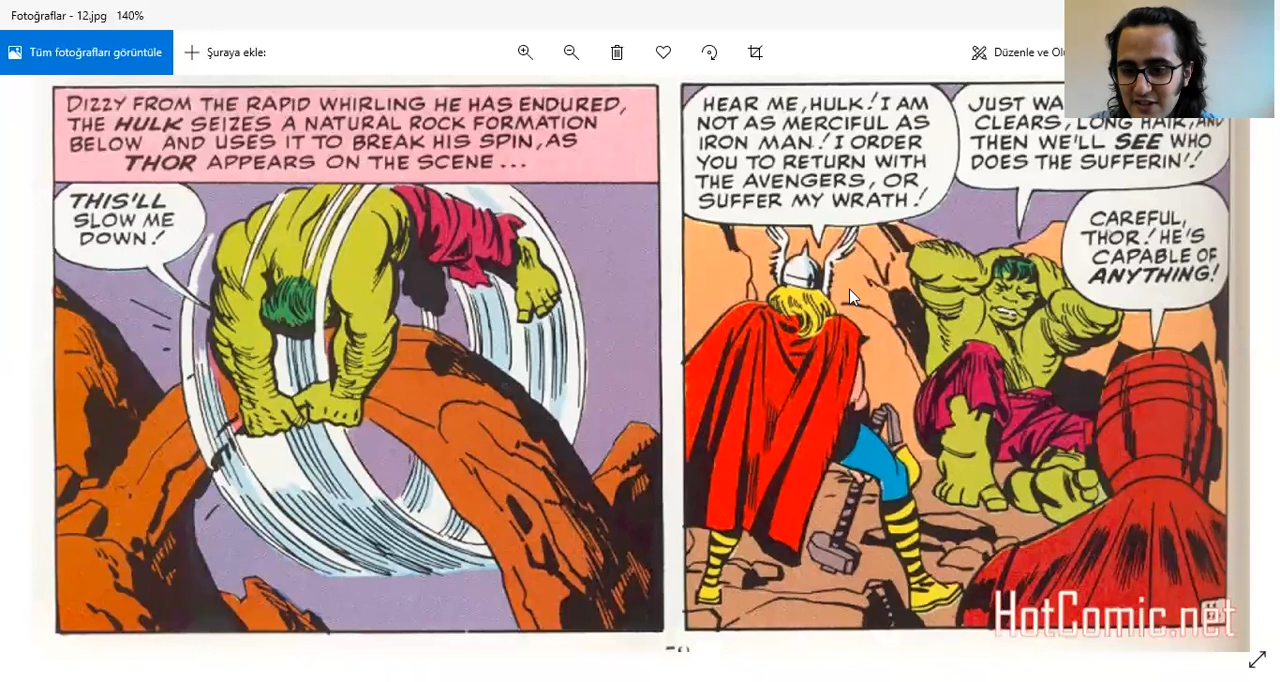 Fotoğraflar - 12.jpg 140%
Tüm fotoğrafları görüntüle
Şuraya ekle:
Düzenle ve
DIZZY FROM THE RAPID WHIRLING HE HAS ENDURED,
THE HULK SEIZES A NATURAL ROCK FORMATION
BELOW AND USES IT TO BREAK HIS SPIN, AS
THOR APPEARS ON THE SCENE...
THIS'LL
SLOW ME
DOWN!
HEAR ME, HULK! I AM
NOT AS MERCIFUL AS
IRON MAN! I ORDER
YOU TO RETURN WITH
THE AVENGERS, OR
SUFFER MY WRATH!
JUST
CLEARS, LONG HAIR, AND
THEN WE'LL SEE WHO
DOES THE SUFFERIN'!
CAREFUL,
THOR! HE'S
CAPABLE OF
ANYTHING!
HotComic.net